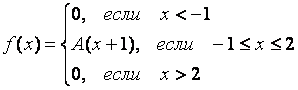 0, если x < -1
f(x) = { A(x+1), если -1 ≤ x ≤ 2
0, если x > 2